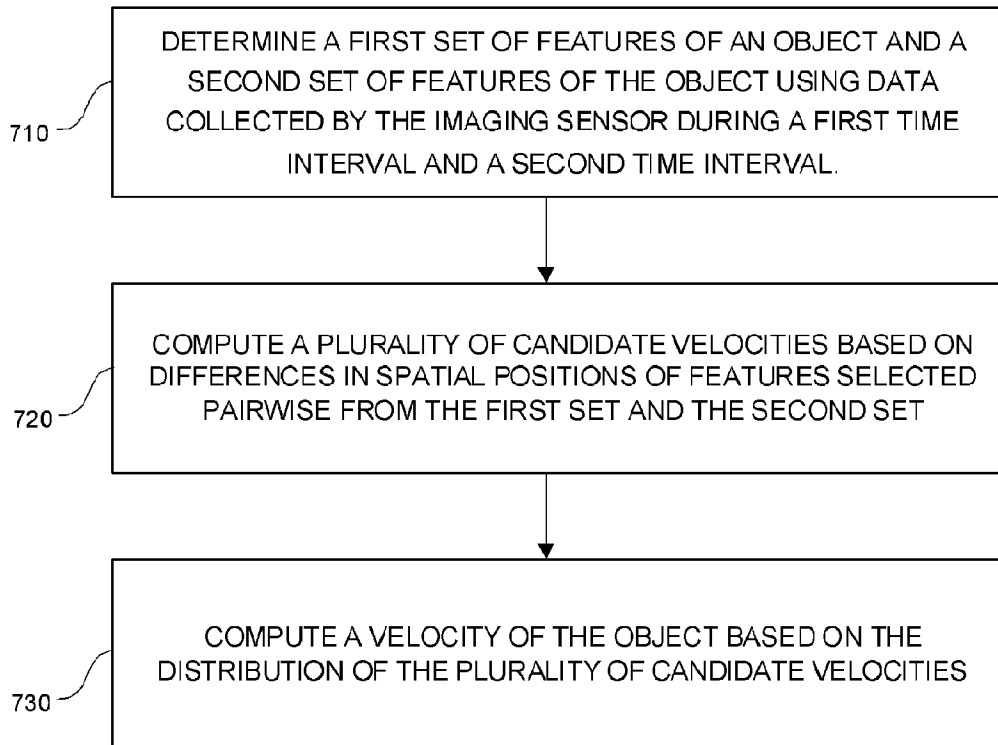 DETERMINE A FIRST SET OF FEATURES OF AN OBJECT AND A
SECOND SET OF FEATURES OF THE OBJECT USING DATA
COLLECTED BY THE IMAGING SENSOR DURING A FIRST TIME
INTERVAL AND A SECOND TIME INTERVAL.
710
COMPUTE A PLURALITY OF CANDIDATE VELOCITIES BASED ON
DIFFERENCES IN SPATIAL POSITIONS OF FEATURES SELECTED
PAIRWISE FROM THE FIRST SET AND THE SECOND SET
720
COMPUTE A VELOCITY OF THE OBJECT BASED ON THE
DISTRIBUTION OF THE PLURALITY OF CANDIDATE VELOCITIES
730